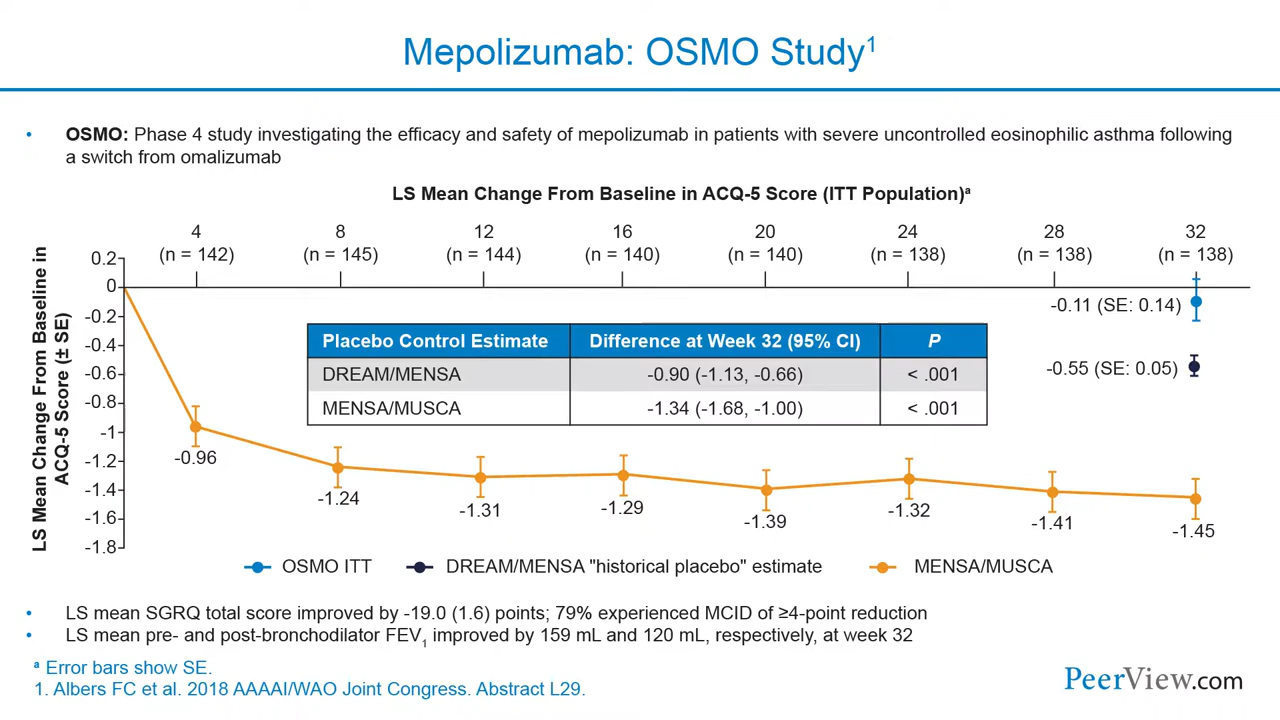 Mepolizumab: OSMO Study1
• OSMO: Phase 4 study investigating the efficacy and safety of mepolizumab in patients with severe uncontrolled eosinophilic asthma following
a switch from omalizumab
LS Mean Change From Baseline in ACQ-5 Score (ITT Population)a
4 8 12 16 20 24 28 32
(n = 142) (n = 145) (n = 144) (n = 140) (n = 140) (n = 138) (n = 138) (n = 138)
LS Mean Change From Baseline in
ACQ-5 Score (± SE)
0.2
0
-0.2
-0.4
-0.6
-0.8
-1
-1.2
-1.4
-1.6
-1.8
-0.11 (SE: 0.14)
-0.55 (SE: 0.05)
Placebo Control Estimate Difference at Week 32 (95% CI) P
DREAM/MENSA -0.90 (-1.13, -0.66) < .001
MENSA/MUSCA -1.34 (-1.68, -1.00) < .001
-0.96 -1.24 -1.31 -1.29 -1.39 -1.32 -1.41 -1.45
OSMO ITT DREAM/MENSA "historical placebo" estimate MENSA/MUSCA
• LS mean SGRQ total score improved by -19.0 (1.6) points; 79% experienced MCID of ≥4-point reduction
• LS mean pre- and post-bronchodilator FEV1 improved by 159 mL and 120 mL, respectively, at week 32
a Error bars show SE.
1. Albers FC et al. 2018 AAAAI/WAO Joint Congress. Abstract L29.
PeerView.com